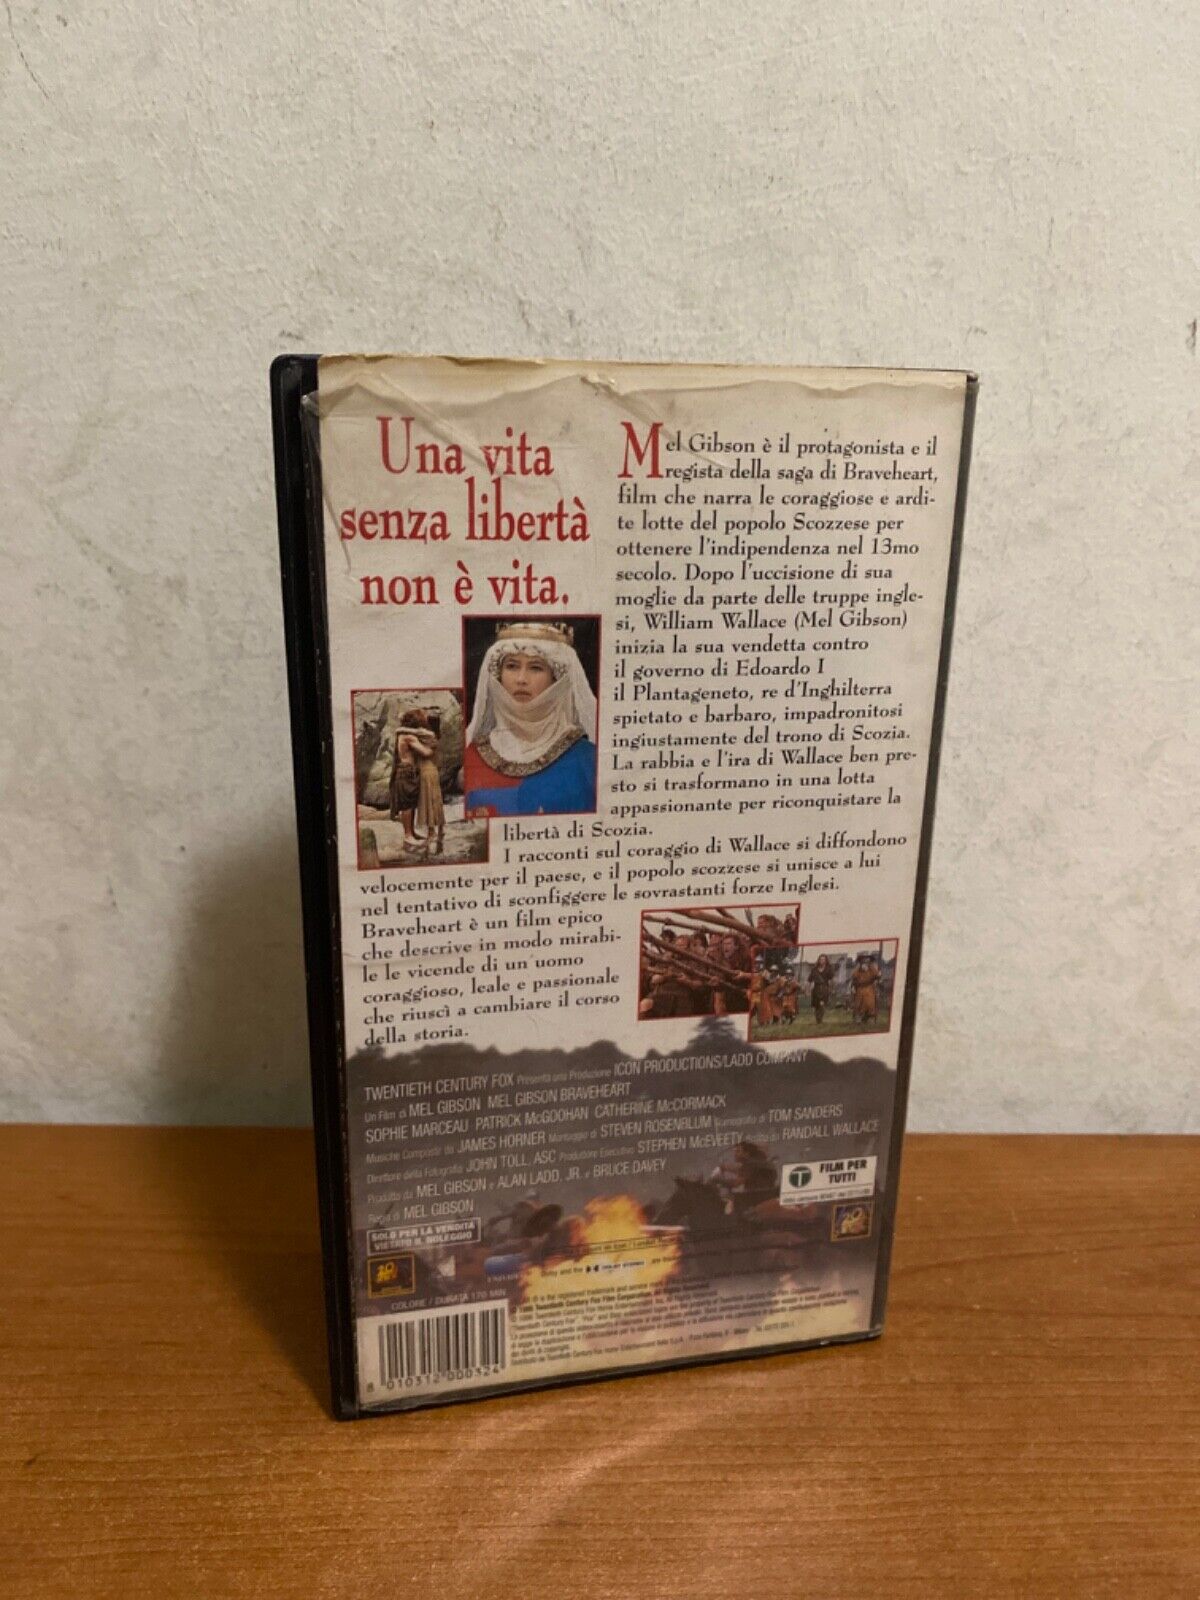 Una vita
senza libertà
non è vita.
Mel Gibson è il protagonista e il
regista della saga di Braveheart,
film che narra le coraggiose e ardi-
te lotte del popolo Scozzese per
ottenere l'indipendenza nel 13mo
secolo. Dopo l'uccisione di sua
moglie da parte delle truppe ingle-
si, William Wallace (Mel Gibson)
inizia la sua vendetta contro
il governo di Edoardo I
il Plantageneto, re d'Inghilterra
spietato e barbaro, impadronitosi
ingiustamente del trono di Scozia.
La rabbia e l'ira di Wallace ben pre-
sto si trasformano in una lotta
appassionante per riconquistare la
libertà di Scozia.
I racconti sul coraggio di Wallace si diffondono
velocemente per il paese, e il popolo scozzese si unisce a lui
nel tentativo di sconfiggere le sovrastanti forze Inglesi.
Braveheart è un film epico
che descrive in modo mirabi-
le le vicende di un uomo
coraggioso, leale e passionale
che riuscì a cambiare il corso
della storia.
TWENTIETH CENTURY FOX Presenta una Produzione ICON PRODUCTIONS/LADD COMPANY
Un Film di MEL GIBSON MEL GIBSON BRAVEHEART
SOPHIE MARCEAU PATRICK McGOOHAN CATHERINE McCORMACK
Musiche Composte da JAMES HORNER Montaggio di STEVEN ROSENBLUM Scenografia di TOM SANDERS
Direttore della Fotografia JOHN TOLL, ASC Produttore Esecutivo STEPHEN McEVEETY Scritto da RANDALL WALLACE
Prodotto da MEL GIBSON e ALAN LADD, JR. e BRUCE DAVEY
Regia di MEL GIBSON
T FILM PER
TUTTI
SOLO PER LA VENDITA
VIETATO IL NOLEGGIO
COLORE / DURATA 170 MIN
8 010312 000324